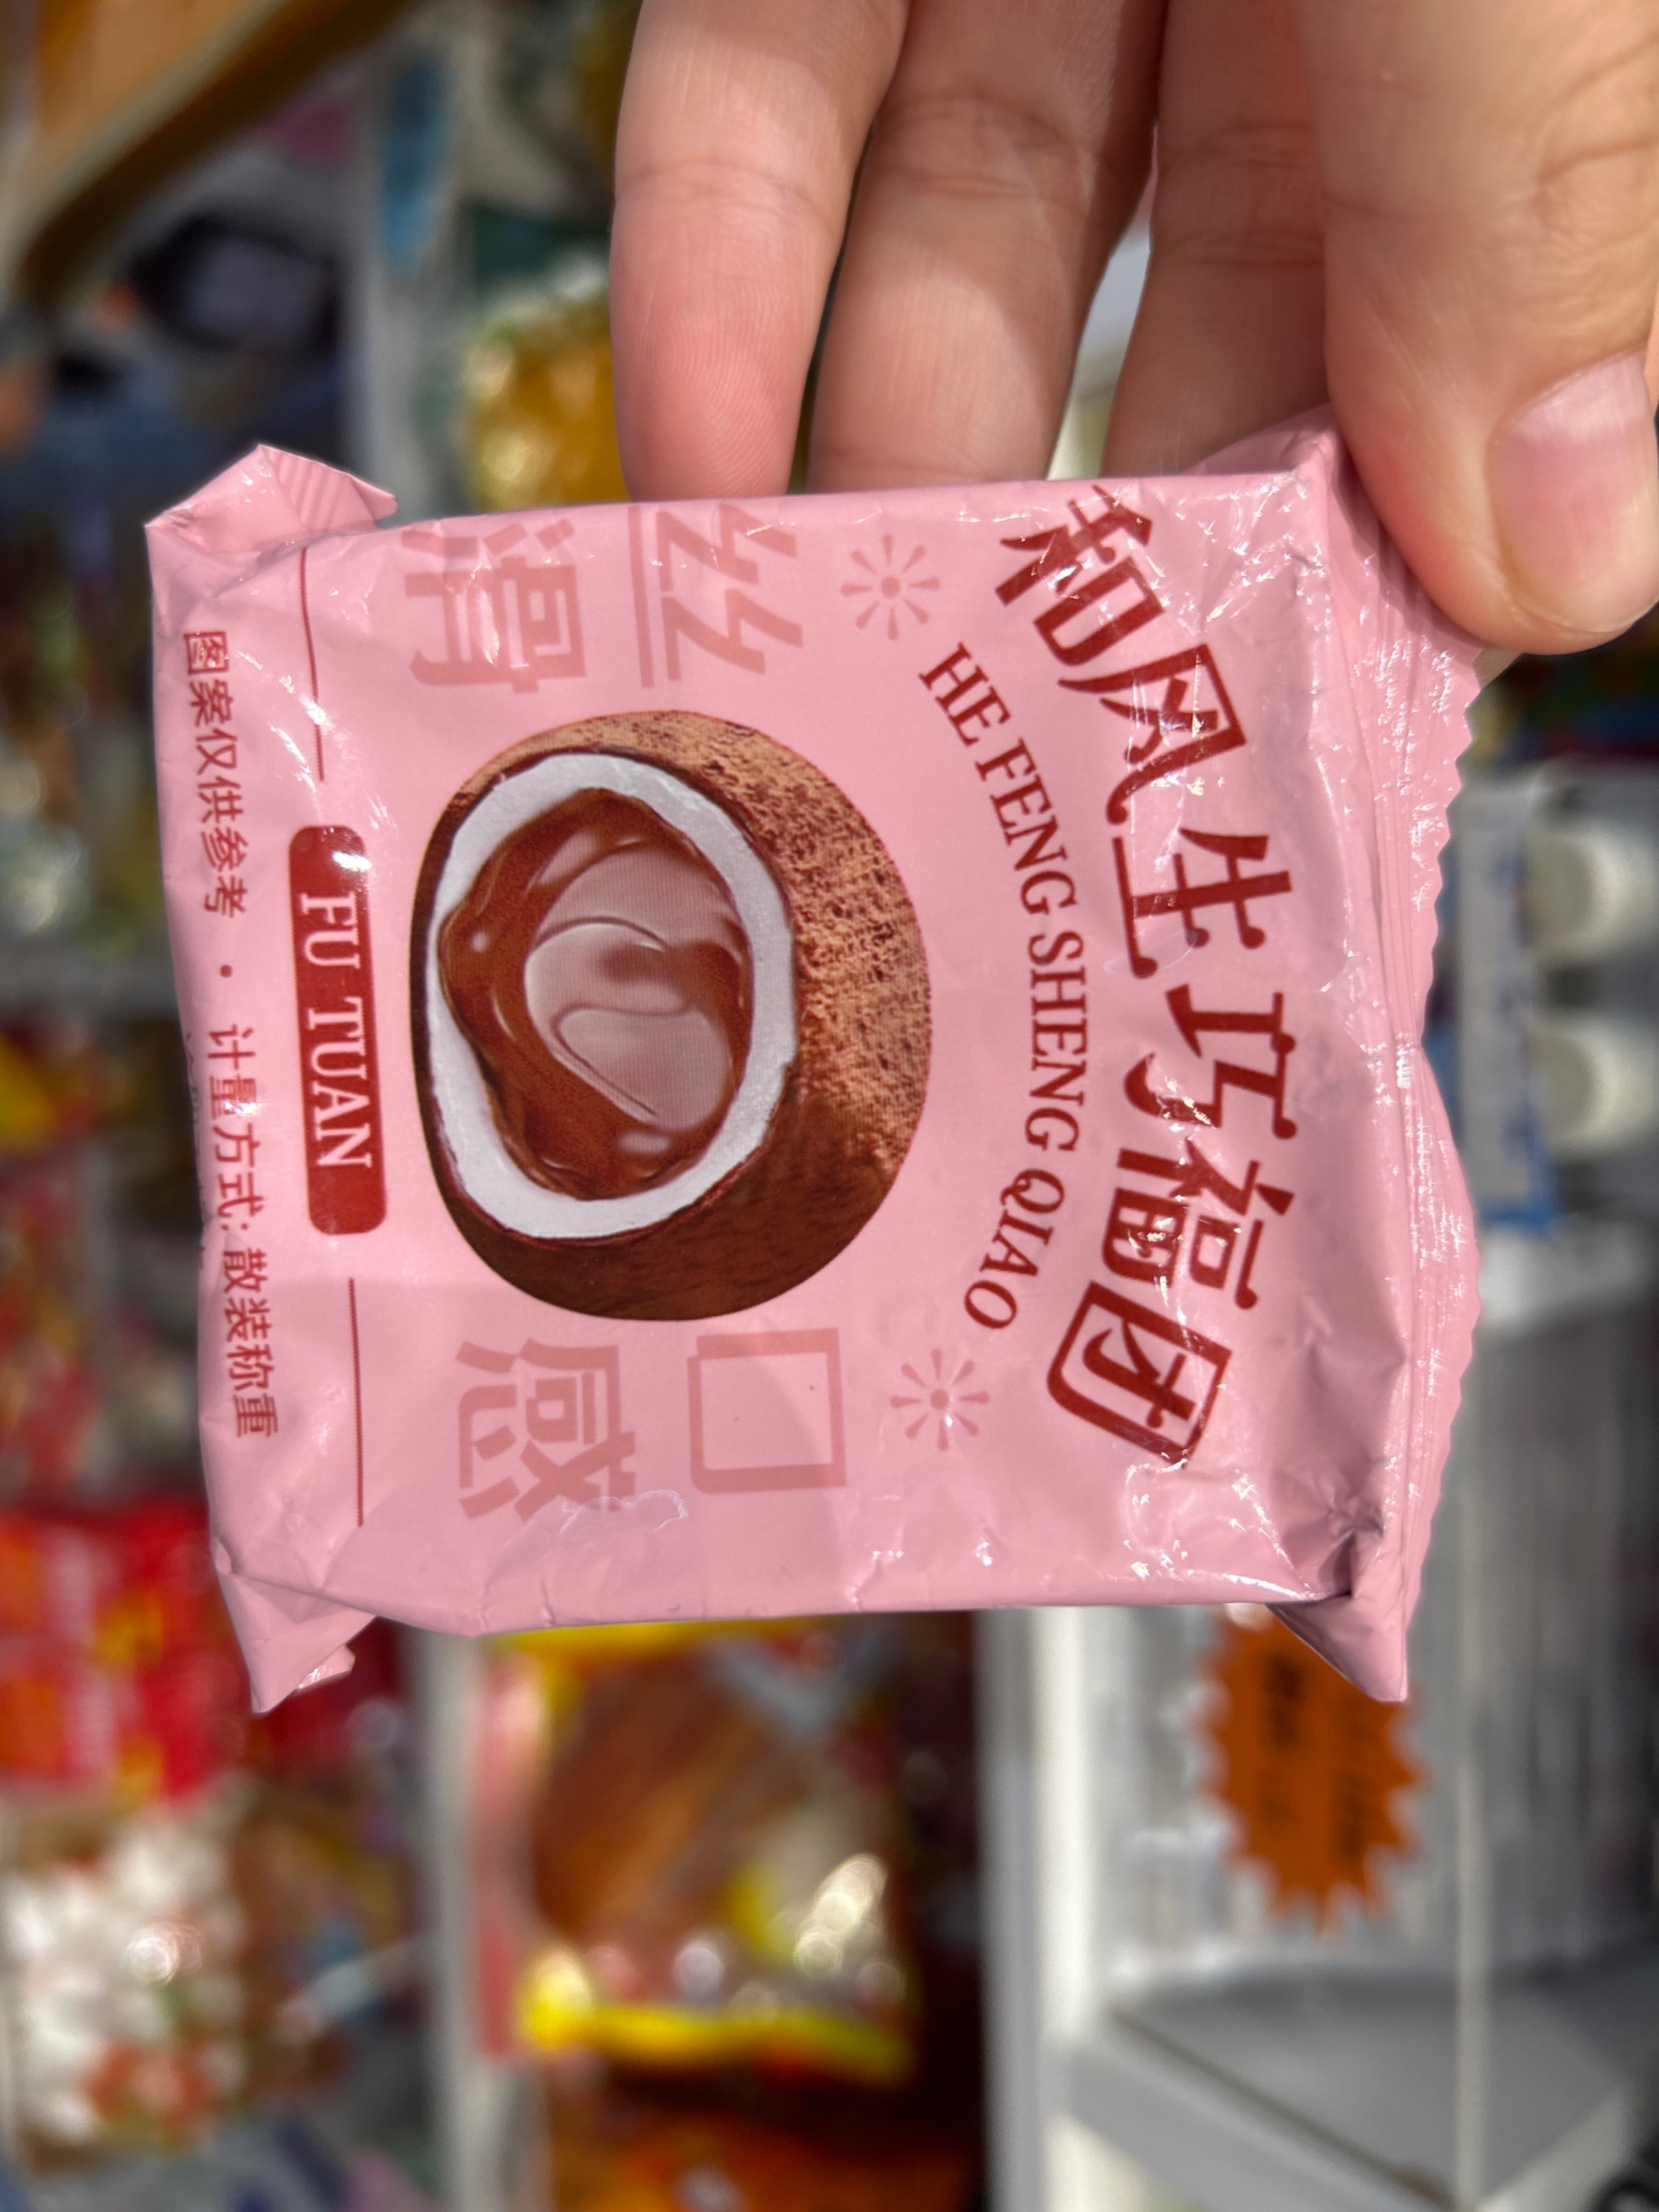 和风生巧福团
HE FENG SHENG QIAO
丝滑
口感
FU TUAN
图案仅供参考 · 计量方式: 散装称重